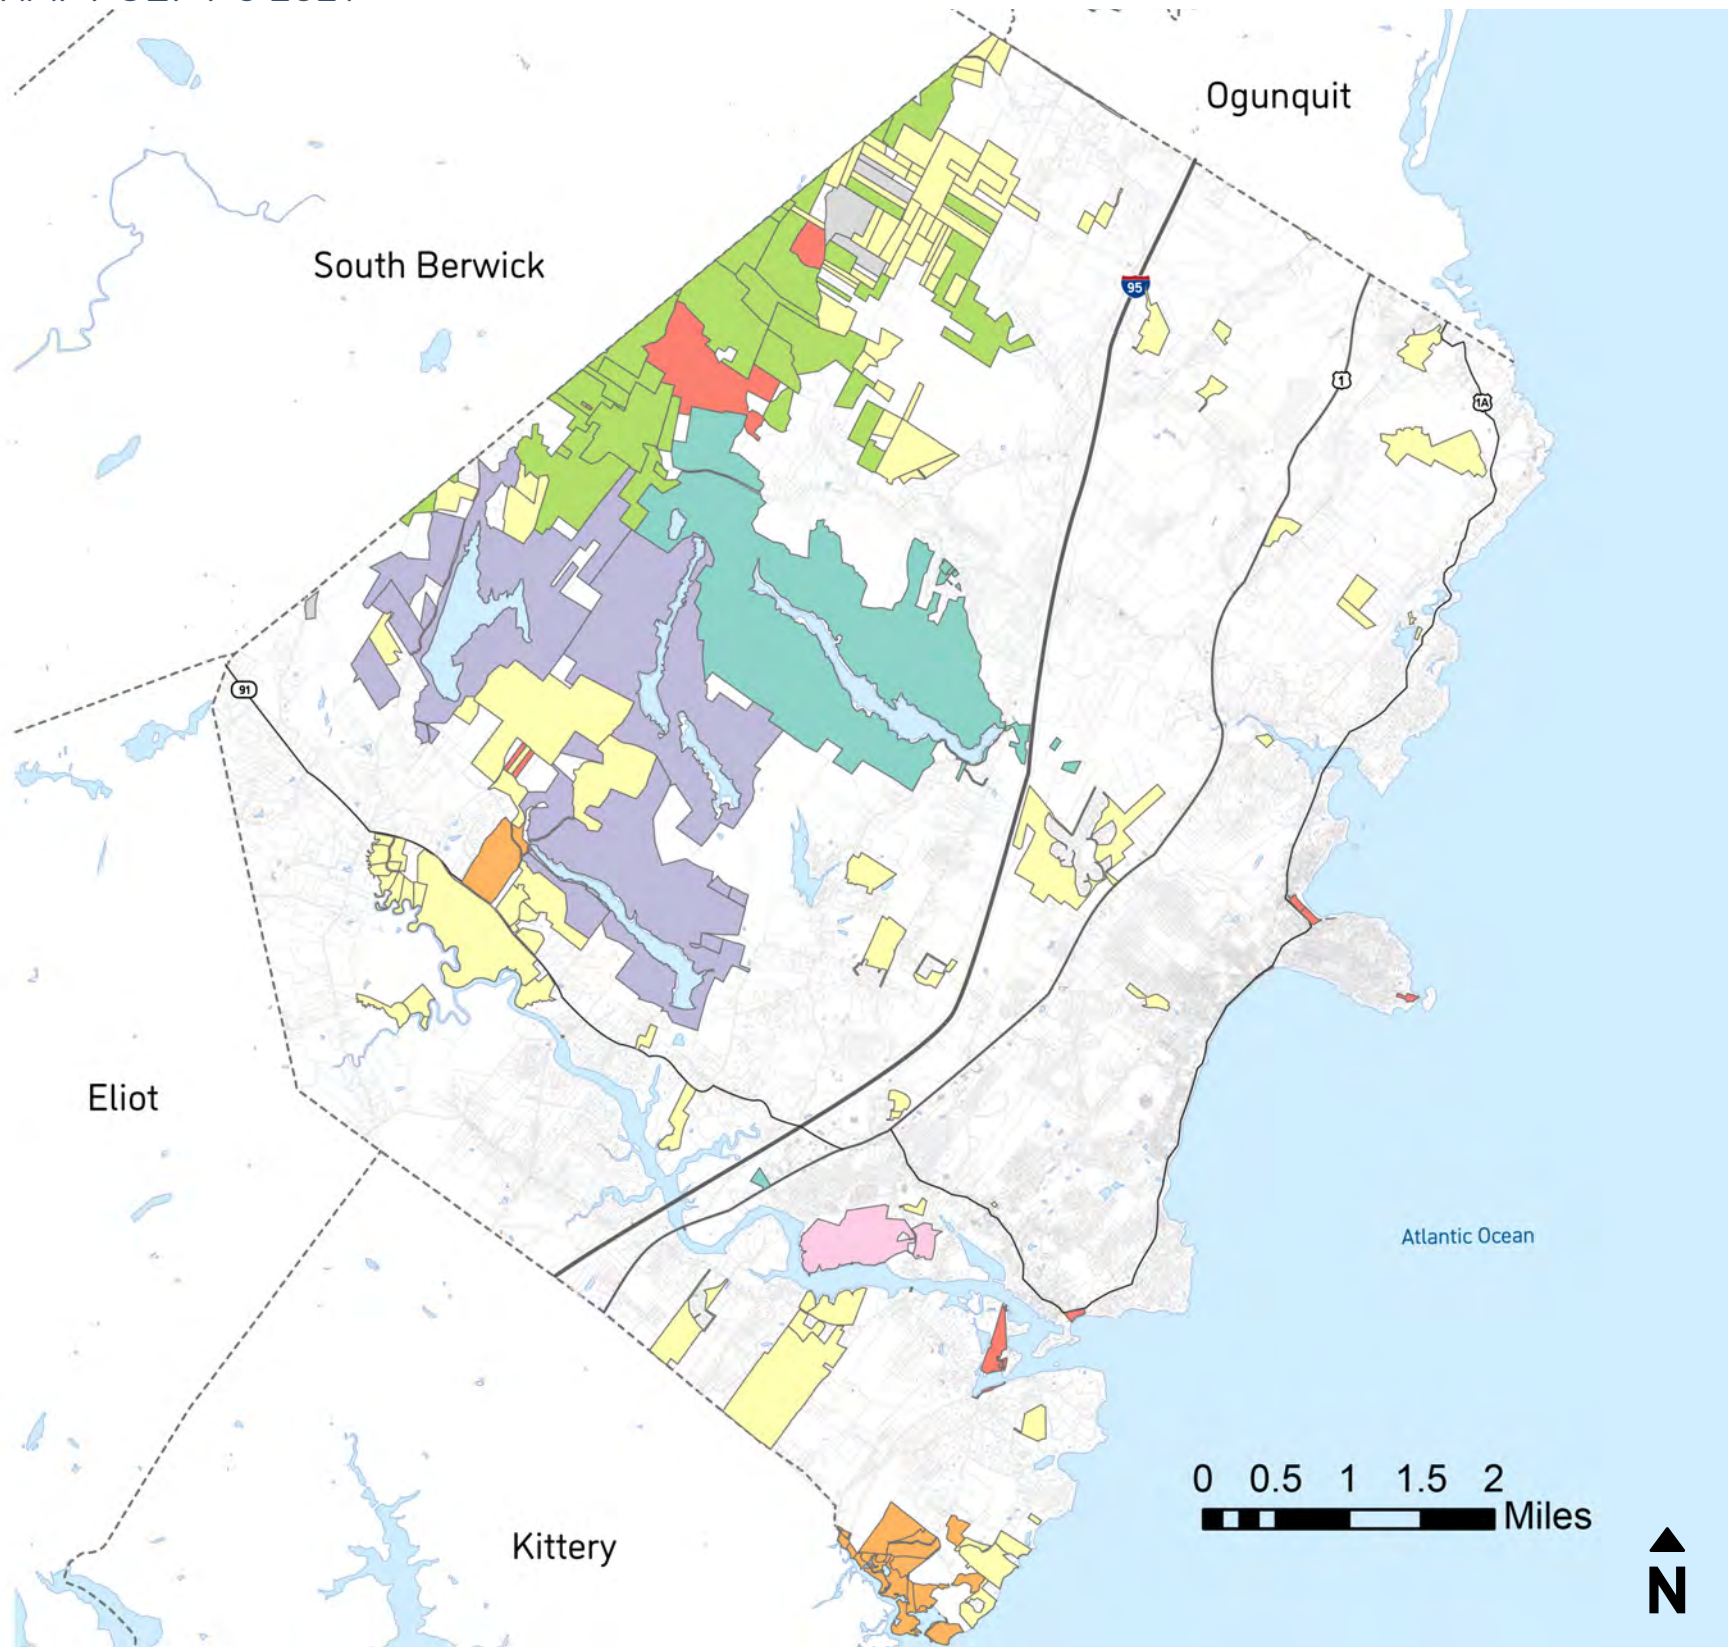 Ogunquit
South Berwick
95
1
1A
91
Eliot
Atlantic Ocean
0 0.5 1 1.5 2
Miles
Kittery
N